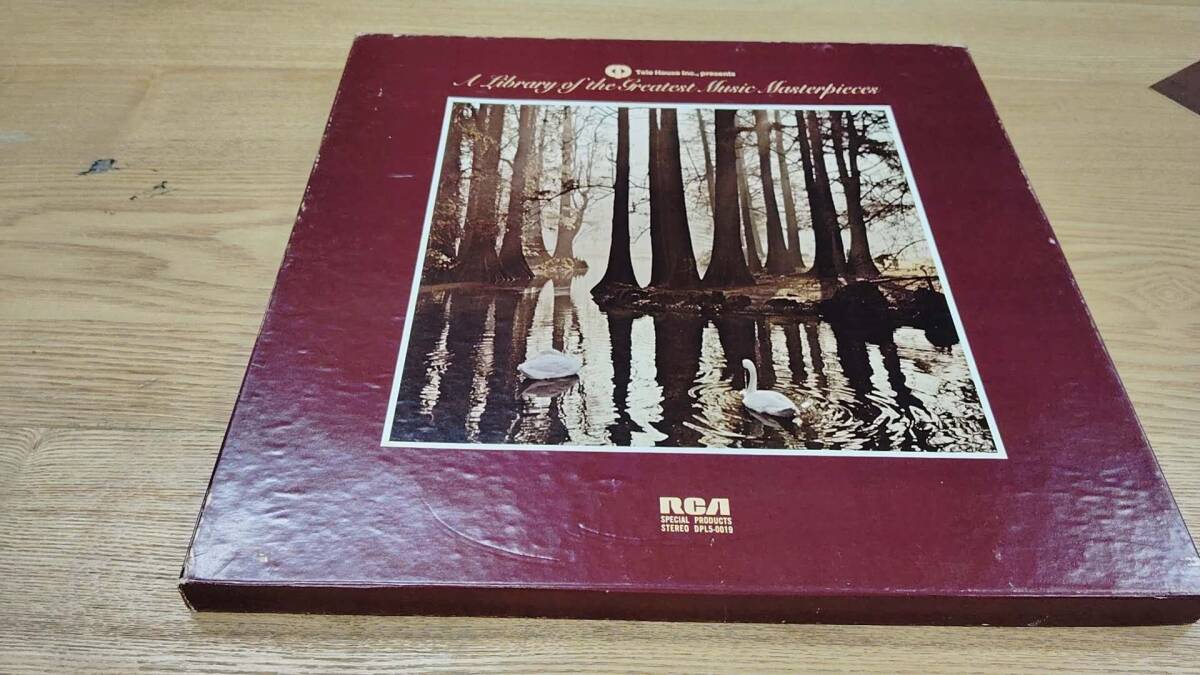 Tele House Inc., presents
A Library of the Greatest Music Masterpieces
RCA
SPECIAL PRODUCTS
STEREO DPL5-0019